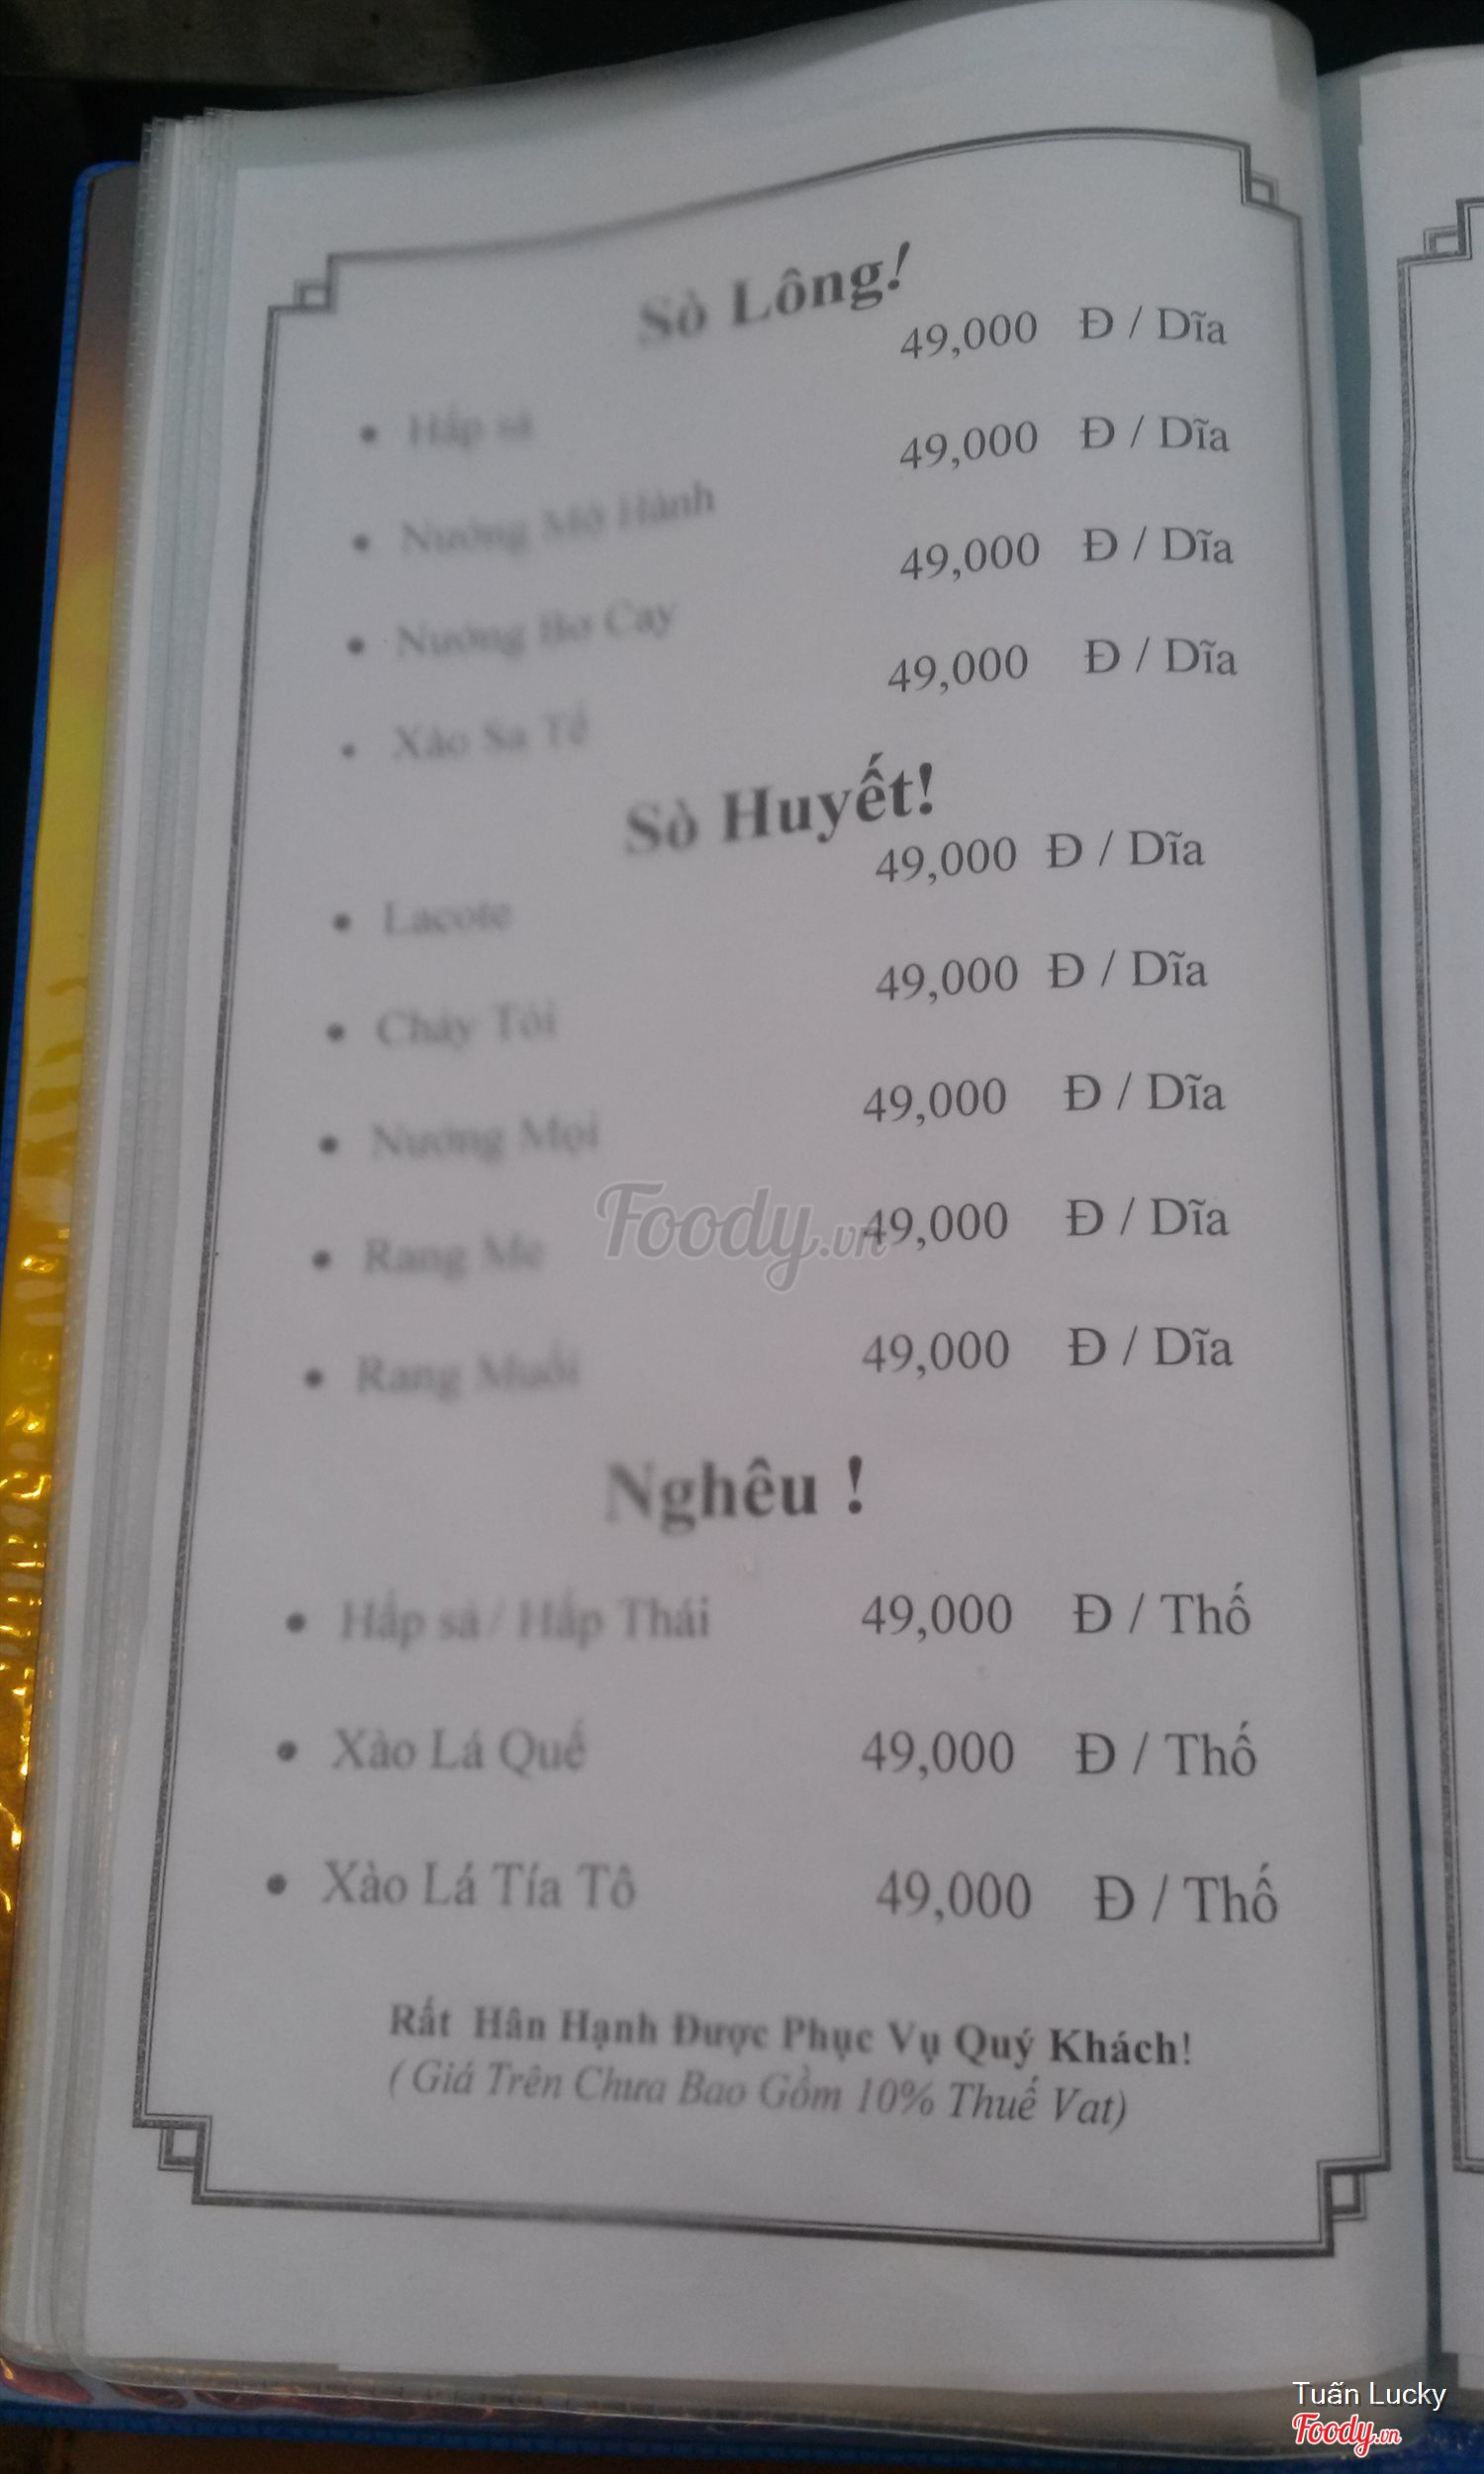 Sò Lông!
• Hấp sả 49,000 Đ / Dĩa
• Nướng Mỡ Hành 49,000 Đ / Dĩa
• Nướng Bơ Cay 49,000 Đ / Dĩa
• Xào Sa Tế 49,000 Đ / Dĩa
Sò Huyết!
• Lacote 49,000 Đ / Dĩa
• Cháy Tỏi 49,000 Đ / Dĩa
• Nướng Mọi 49,000 Đ / Dĩa
• Rang Me 49,000 Đ / Dĩa
• Rang Muối 49,000 Đ / Dĩa
Foody.vn
Nghêu !
• Hấp sả / Hấp Thái 49,000 Đ / Thố
• Xào Lá Quế 49,000 Đ / Thố
• Xào Lá Tía Tô 49,000 Đ / Thố
Rất Hân Hạnh Được Phục Vụ Quý Khách!
( Giá Trên Chưa Bao Gồm 10% Thuế Vat)
Tuấn Lucky
Foody.vn